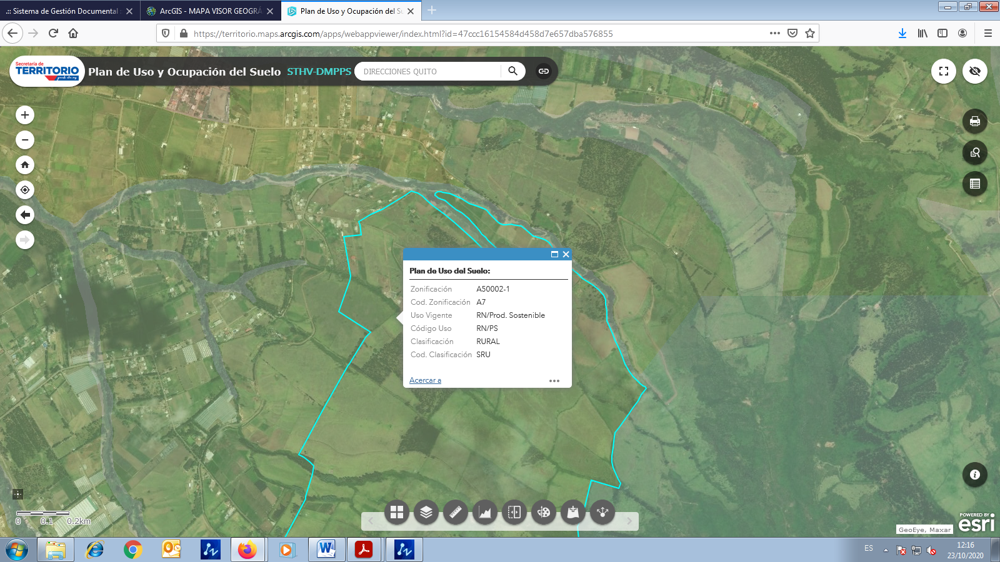 .:: Sistema de Gestión Documental
ArcGIS - MAPA VISOR GEOGRÁ
Plan de Uso y Ocupación del Su
https://territorio.maps.arcgis.com/apps/webappviewer/index.html?id=47ccc16154584d458d7e657dba576855
Secretaría de
TERRITORIO
Plan de Uso y Ocupación del Suelo
STHV-DMPPS
DIRECCIONES QUITO
Plan de Uso del Suelo:
Zonificación A50002-1
Cod. Zonificación A7
Uso Vigente RN/Prod. Sostenible
Código Uso RN/PS
Clasificación RURAL
Cod. Clasificación SRU
Acercar a
0 0.1 0.2km
POWERED BY
esri
GeoEye, Maxar
ES
12:16
23/10/2020